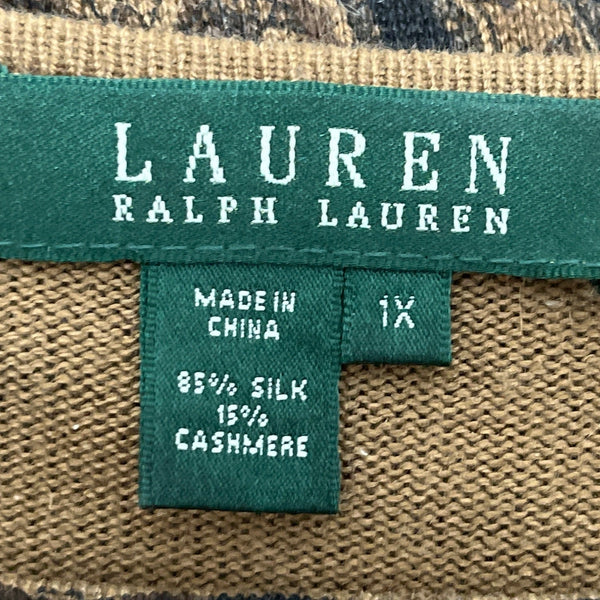 LAUREN
RALPH LAUREN
MADE IN
CHINA
85% SILK
15%
CASHMERE
1X